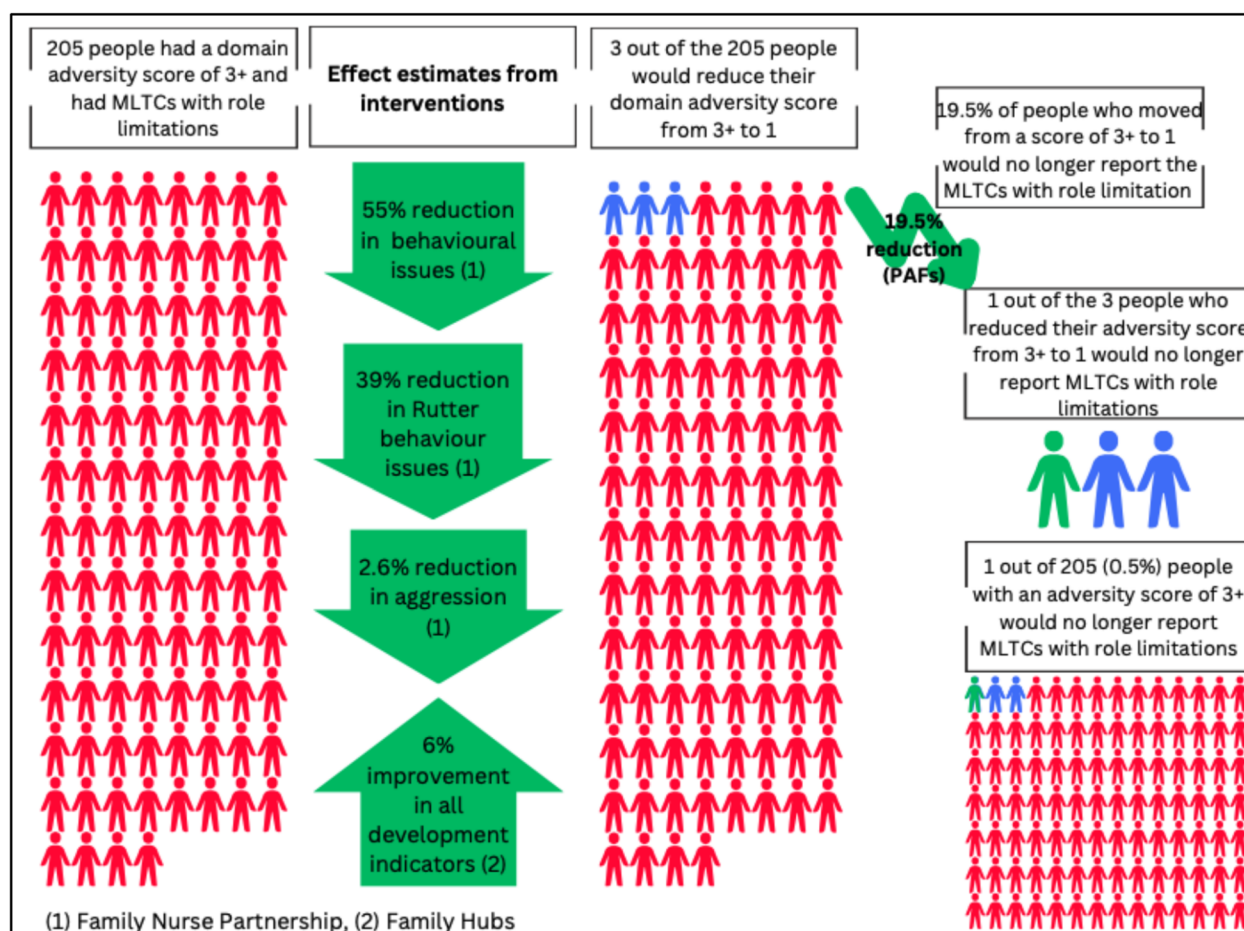 205 people had a domain
adversity score of 3+ and
had MLTCs with role
limitations
Effect estimates from
interventions
3 out of the 205 people
would reduce their
domain adversity score
from 3+ to 1
19.5% of people who moved
from a score of 3+ to 1
would no longer report the
MLTCs with role limitation
55% reduction
in behavioural
issues (1)
39% reduction
in Rutter
behaviour
issues (1)
2.6% reduction
in aggression
(1)
6%
improvement
in all
development
indicators (2)
19.5%
reduction
(PAFs)
1 out of the 3 people who
reduced their adversity score
from 3+ to 1 would no longer
report MLTCs with role
limitations
1 out of 205 (0.5%) people
with an adversity score of 3+
would no longer report
MLTCs with role limitations
(1) Family Nurse Partnership, (2) Family Hubs